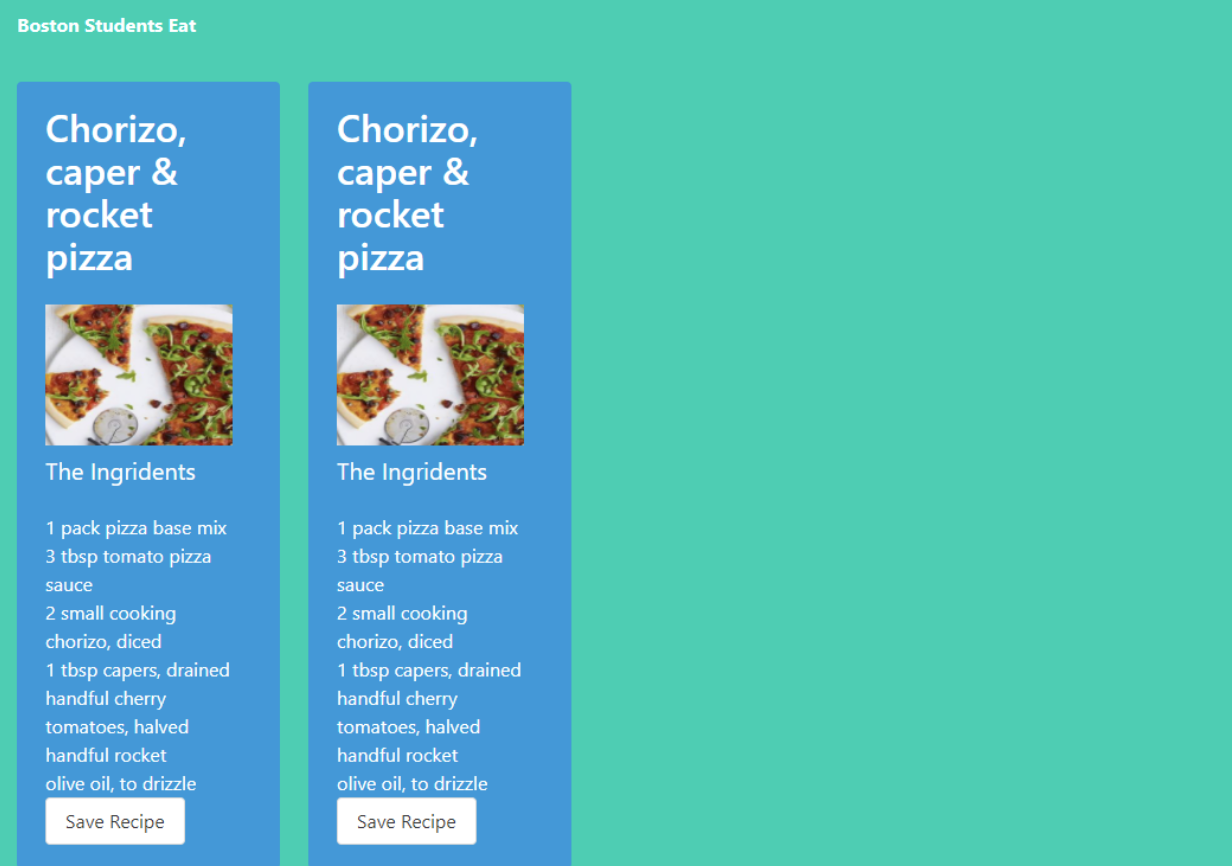 Boston Students Eat
Chorizo,
caper &
rocket
pizza
The Ingridents
1 pack pizza base mix
3 tbsp tomato pizza
sauce
2 small cooking
chorizo, diced
1 tbsp capers, drained
handful cherry
tomatoes, halved
handful rocket
olive oil, to drizzle
Save Recipe
Chorizo,
caper &
rocket
pizza
The Ingridents
1 pack pizza base mix
3 tbsp tomato pizza
sauce
2 small cooking
chorizo, diced
1 tbsp capers, drained
handful cherry
tomatoes, halved
handful rocket
olive oil, to drizzle
Save Recipe